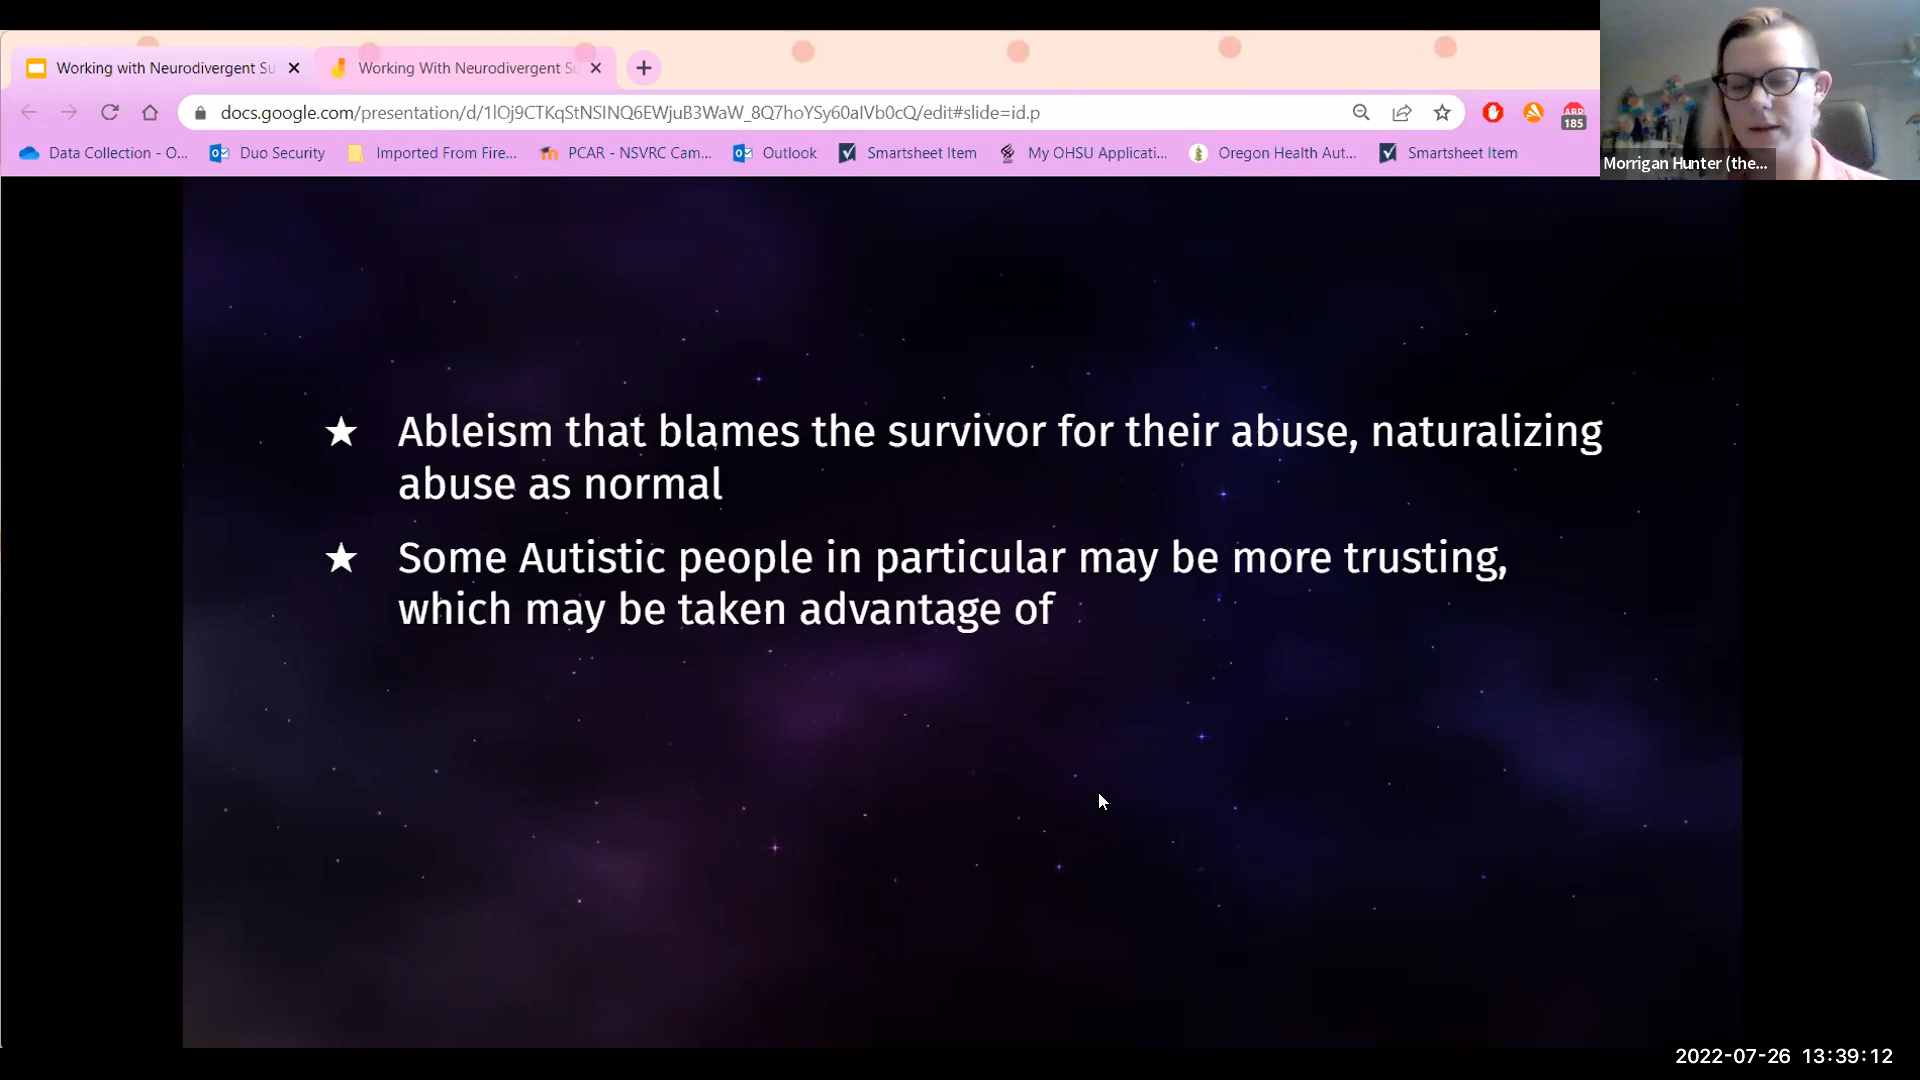 Working with Neurodivergent Su
Working With Neurodivergent S
docs.google.com/presentation/d/1lOj9CTKqStNSINQ6EWjuB3WaW_8Q7hoYSy60aIVb0cQ/edit#slide=id.p
ABP
185
Data Collection - O...
Duo Security
Imported From Fire...
PCAR - NSVRC Cam...
Outlook
Smartsheet Item
My OHSU Applicati...
Oregon Health Aut...
Smartsheet Item
Morrigan Hunter (the...
★ Ableism that blames the survivor for their abuse, naturalizing
abuse as normal
★ Some Autistic people in particular may be more trusting,
which may be taken advantage of
2022-07-26 13:39:12